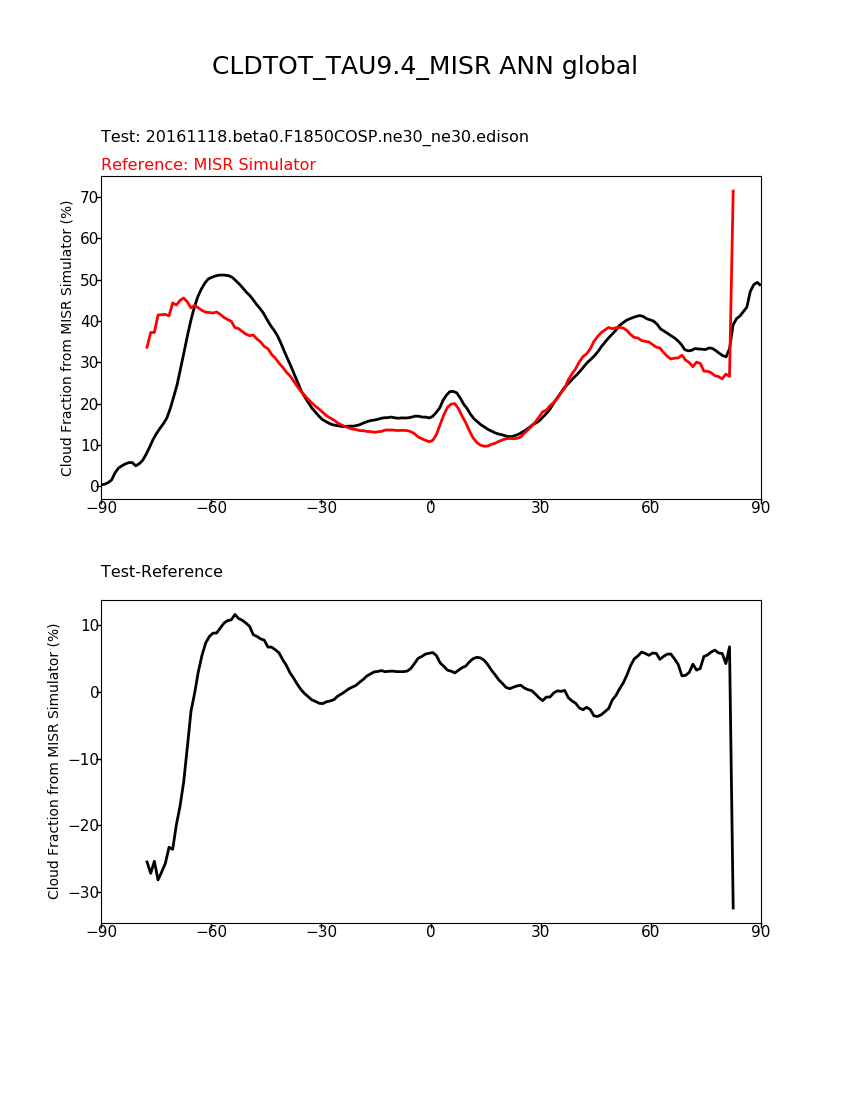 CLDTOT_TAU9.4_MISR ANN global
Test: 20161118.beta0.F1850COSP.ne30_ne30.edison
Reference: MISR Simulator
Cloud Fraction from MISR Simulator (%)
70
60
50
40
30
20
10
0
−90 −60 −30 0 30 60 90
Test-Reference
Cloud Fraction from MISR Simulator (%)
10
0
−10
−20
−30
−90 −60 −30 0 30 60 90